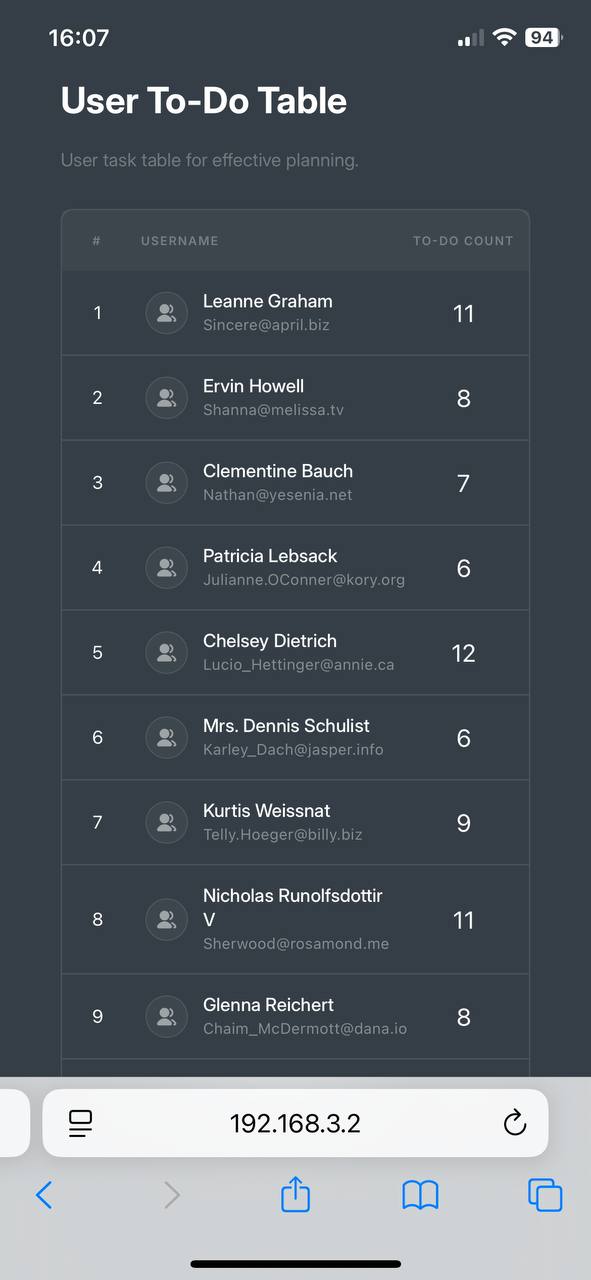 16:07
94
User To-Do Table
User task table for effective planning.
# USERNAME TO-DO COUNT
1 Leanne Graham 11
Sincere@april.biz
2 Ervin Howell 8
Shanna@melissa.tv
3 Clementine Bauch 7
Nathan@yesenia.net
4 Patricia Lebsack 6
Julianne.OConner@kory.org
5 Chelsey Dietrich 12
Lucio_Hettinger@annie.ca
6 Mrs. Dennis Schulist 6
Karley_Dach@jasper.info
7 Kurtis Weissnat 9
Telly.Hoeger@billy.biz
8 Nicholas Runolfsdottir 11
V
Sherwood@rosamond.me
9 Glenna Reichert 8
Chaim_McDermott@dana.io
192.168.3.2